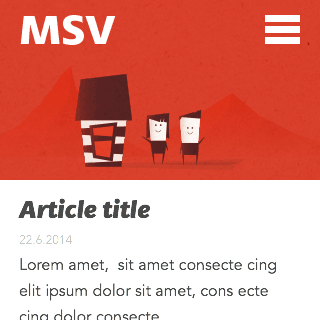 MSV
Article title
22.6.2014
Lorem amet,  sit amet consecte cing
elit ipsum dolor sit amet, cons ecte
cing dolor consecte